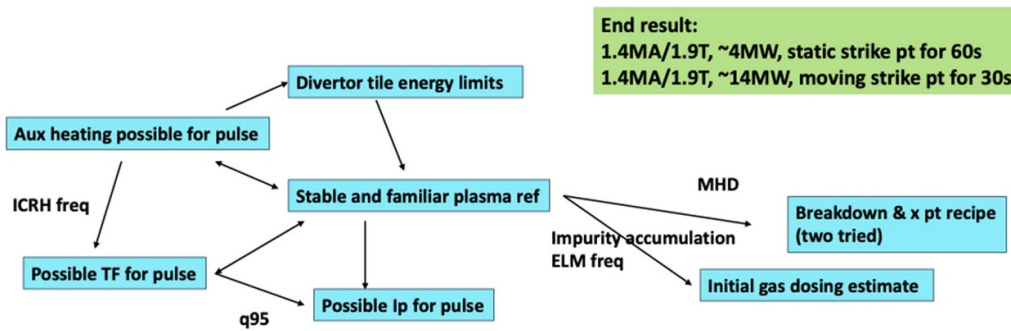 End result:
1.4MA/1.9T, ~4MW, static strike pt for 60s
1.4MA/1.9T, ~14MW, moving strike pt for 30s
Divertor tile energy limits
Aux heating possible for pulse
ICRH freq
Stable and familiar plasma ref
MHD
Breakdown & x pt recipe
(two tried)
Impurity accumulation
ELM freq
Possible TF for pulse
Initial gas dosing estimate
Possible Ip for pulse
q95